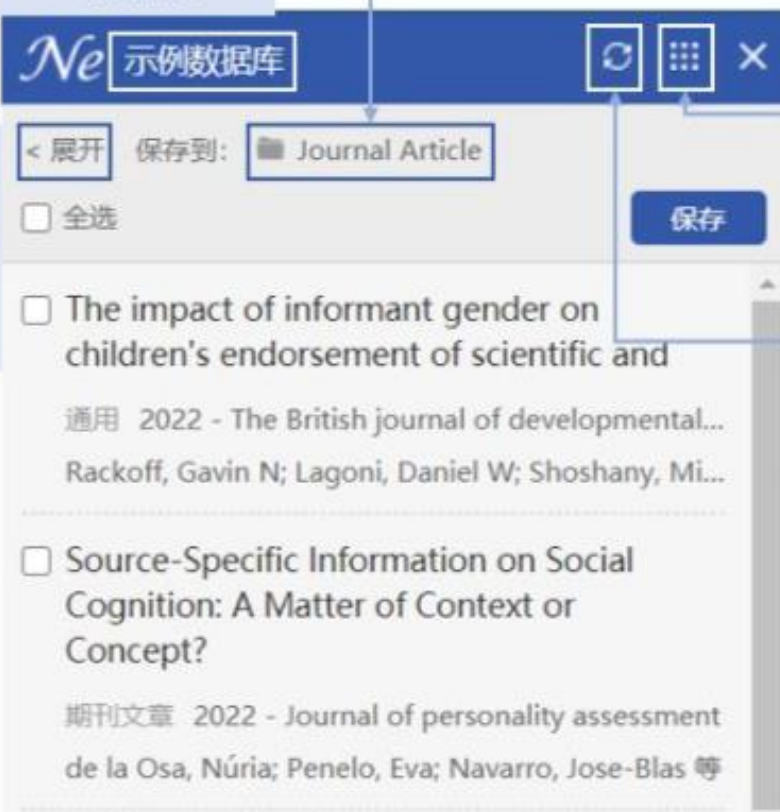 Ne 示例数据库
< 展开 保存到: Journal Article
全选 保存
The impact of informant gender on
children's endorsement of scientific and
通用 2022 - The British journal of developmental...
Rackoff, Gavin N; Lagoni, Daniel W; Shoshany, Mi...
Source-Specific Information on Social
Cognition: A Matter of Context or
Concept?
期刊文章 2022 - Journal of personality assessment
de la Osa, Núria; Penelo, Eva; Navarro, Jose-Blas 等